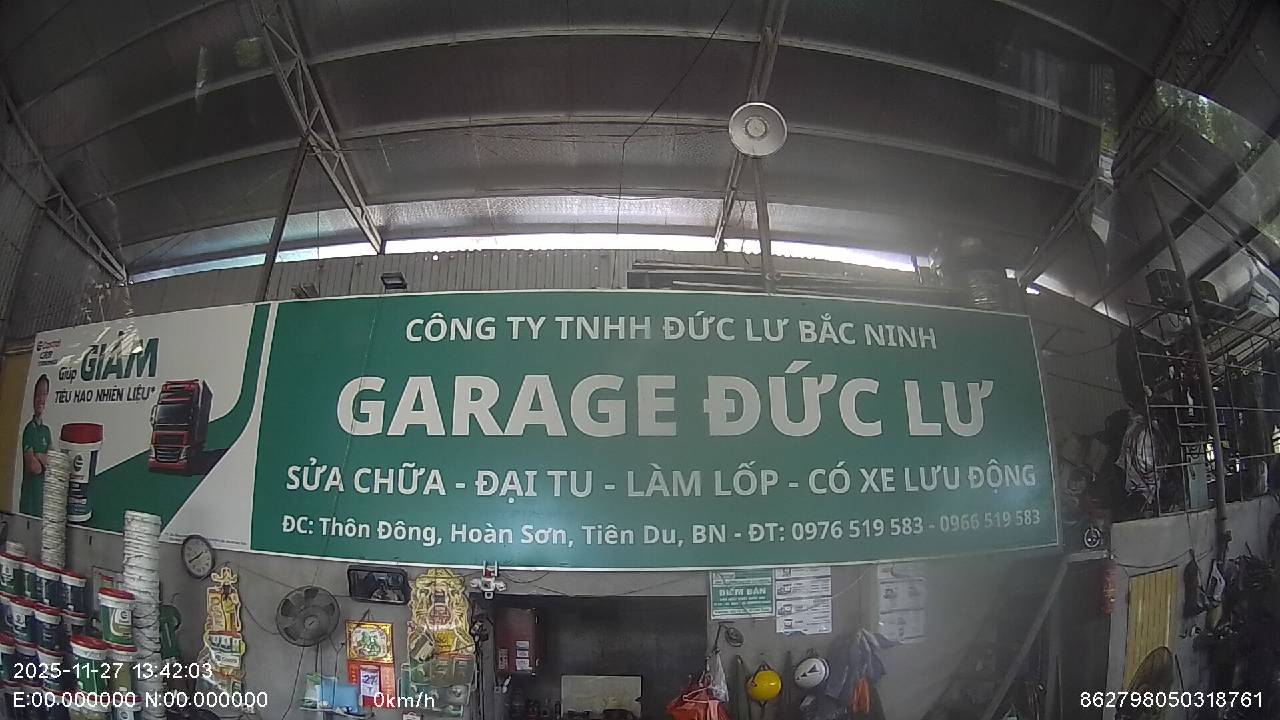 CÔNG TY TNHH ĐỨC LƯ BẮC NINH
GARAGE ĐỨC LƯ
SỬA CHỮA - ĐẠI TU - LÀM LỐP - CÓ XE LƯU ĐỘNG
ĐC: Thôn Đông, Hoàn Sơn, Tiên Du, BN - ĐT: 0976 519 583 - 0966 519 583
Castrol
Giúp GIẢM
TIÊU HAO NHIÊN LIỆU*
ĐIỂM BÁN
27
2025-11-27 13:42:03
E:00.000000 N:00.000000
0km/h
862798050318761